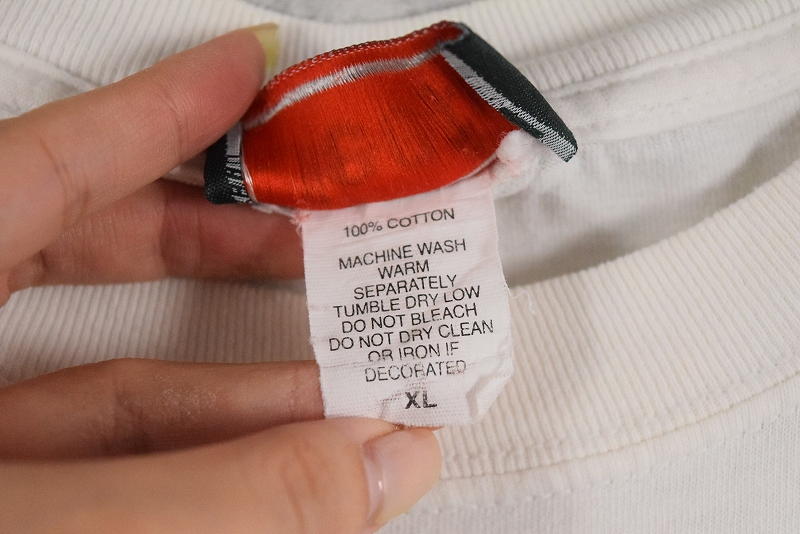 100% COTTON
MACHINE WASH
WARM
SEPARATELY
TUMBLE DRY LOW
DO NOT BLEACH
DO NOT DRY CLEAN
OR IRON IF
DECORATED
XL